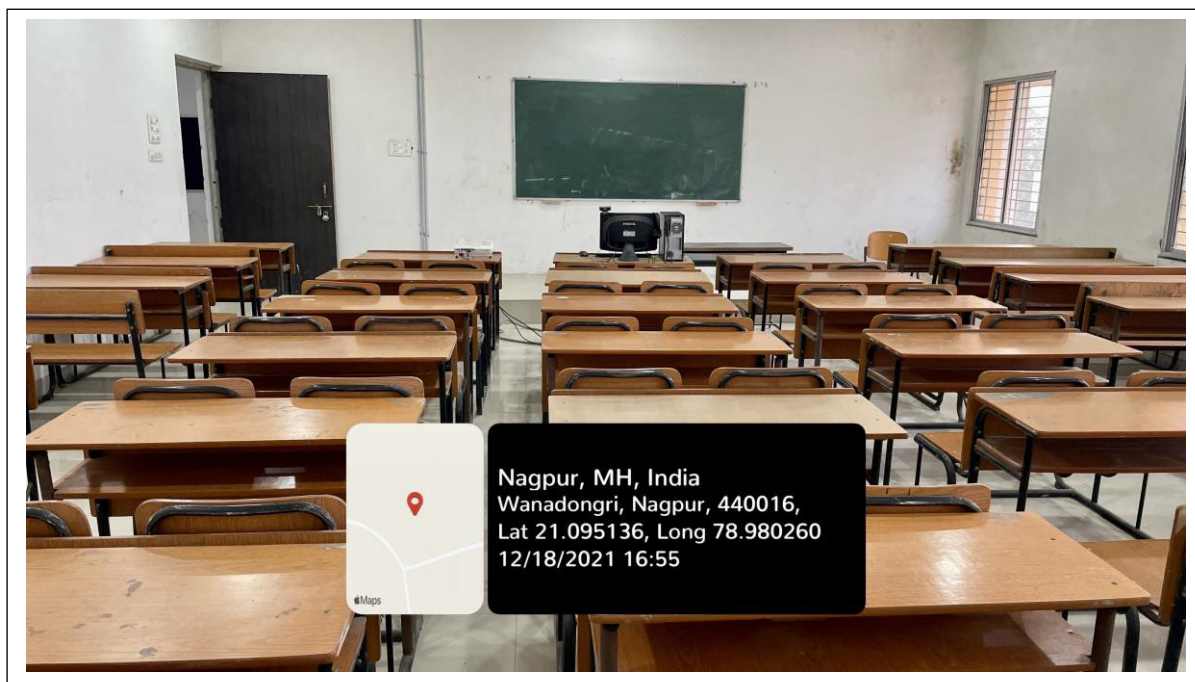 Nagpur, MH, India
Wanadongri, Nagpur, 440016,
Lat 21.095136, Long 78.980260
12/18/2021 16:55
Maps